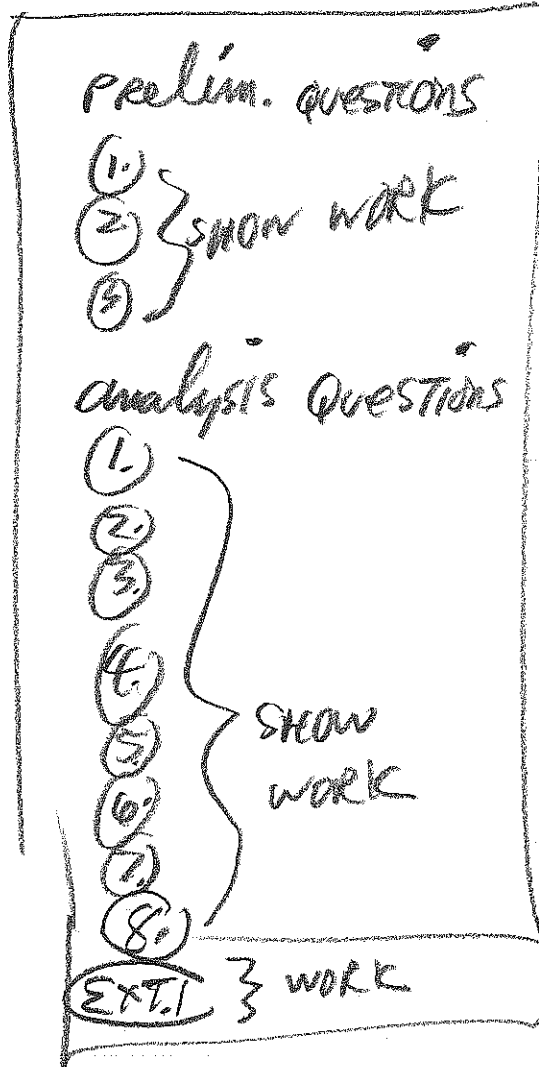 Prelim. Questions
1.
2. SHOW WORK
3.
Analysis Questions
1.
2.
3.
4.
5. SHOW
6. WORK
7.
8.
EXT.1 WORK